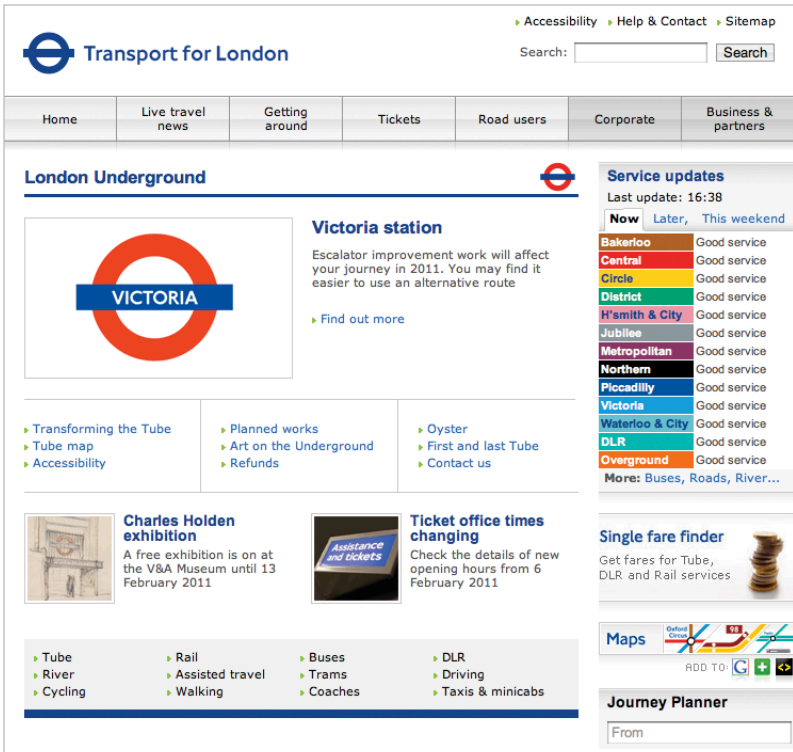 Accessibility Help & Contact Sitemap
Transport for London
Search: Search
Home
Live travel
news
Getting
around
Tickets
Road users
Corporate
Business &
partners
London Underground
VICTORIA
Victoria station
Escalator improvement work will affect
your journey in 2011. You may find it
easier to use an alternative route
Find out more
Transforming the Tube
Tube map
Accessibility
Planned works
Art on the Underground
Refunds
Oyster
First and last Tube
Contact us
Charles Holden
exhibition
A free exhibition is on at
the V&A Museum until 13
February 2011
Assistance
and tickets
Ticket office times
changing
Check the details of new
opening hours from 6
February 2011
Tube
River
Cycling
Rail
Assisted travel
Walking
Buses
Trams
Coaches
DLR
Driving
Taxis & minicabs
Service updates
Last update: 16:38
Now Later, This weekend
Bakerloo Good service
Central Good service
Circle Good service
District Good service
H'smith & City Good service
Jubilee Good service
Metropolitan Good service
Northern Good service
Piccadilly Good service
Victoria Good service
Waterloo & City Good service
DLR Good service
Overground Good service
More: Buses, Roads, River...
Single fare finder
Get fares for Tube,
DLR and Rail services
Maps
Oxford
Circus
98
ADD TO: G
Journey Planner
From